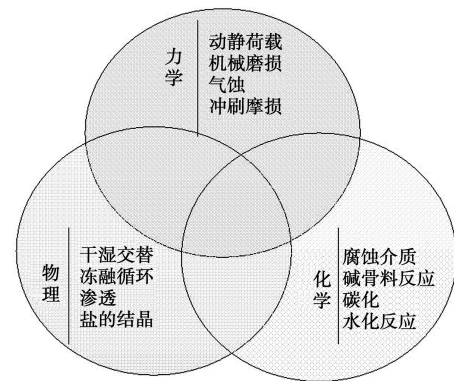 力学
动静荷载
机械磨损
气蚀
冲刷摩损
物理
干湿交替
冻融循环
渗透
盐的结晶
化学
腐蚀介质
碱骨料反应
碳化
水化反应